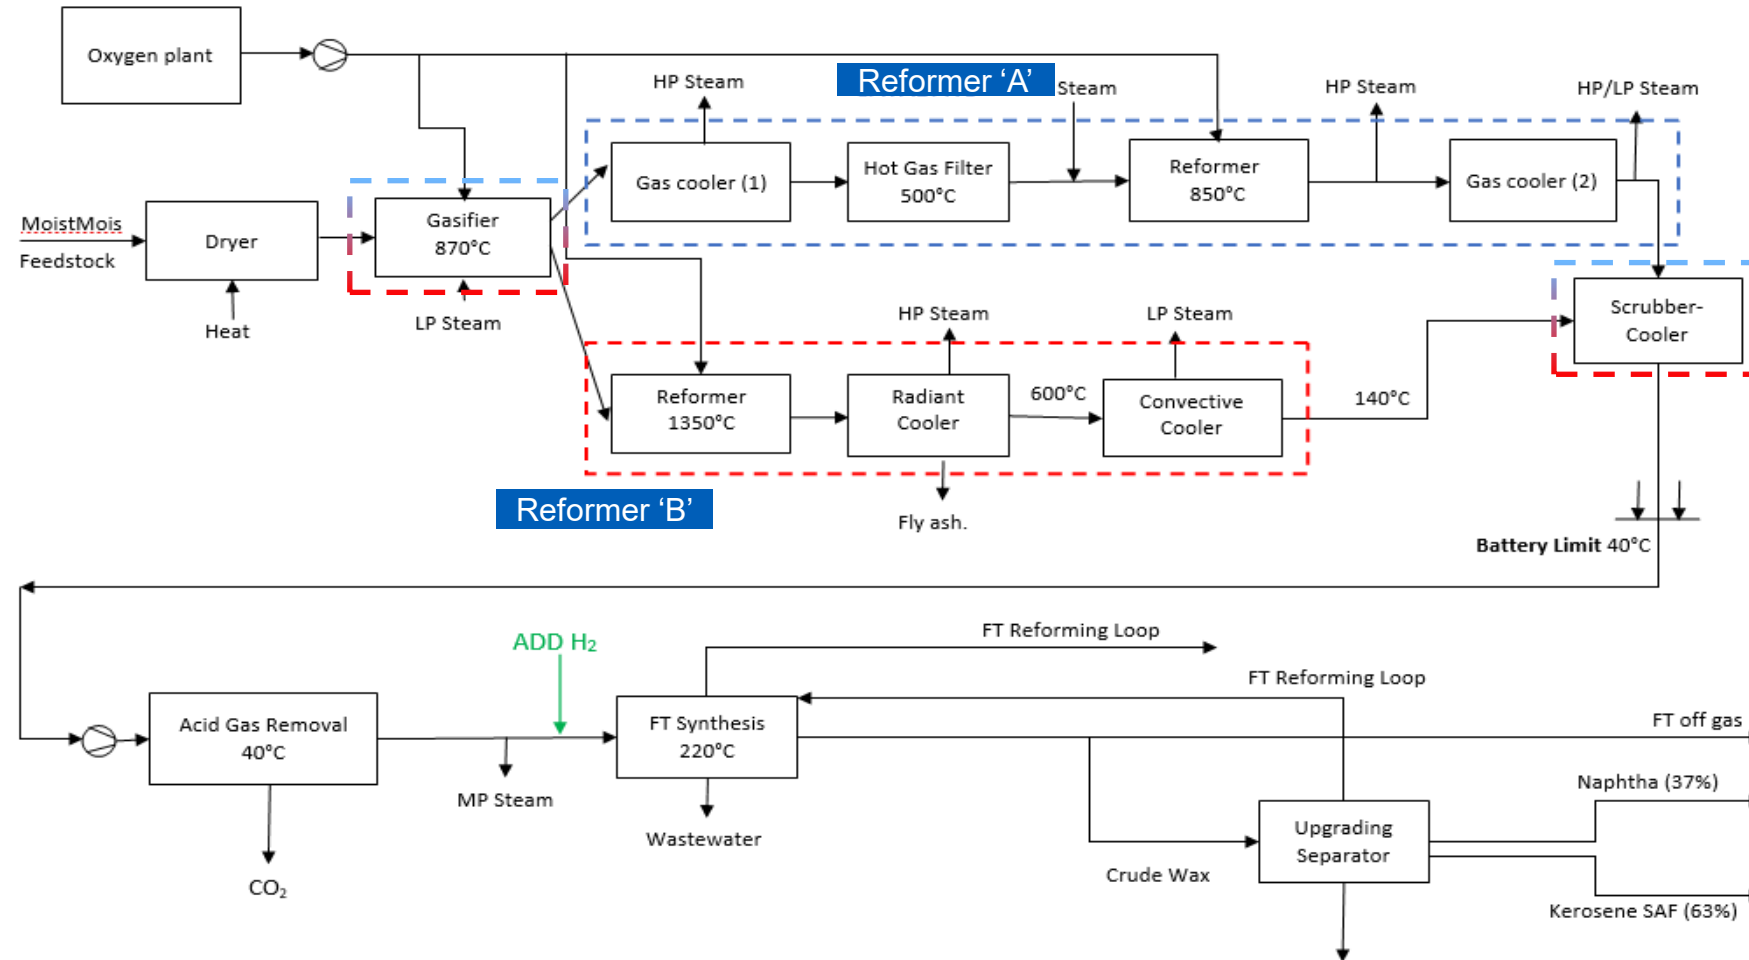 Oxygen plant
Reformer ‘A’
HP Steam
Steam
HP Steam
HP/LP Steam
Gas cooler (1)
Hot Gas Filter
500°C
Reformer
850°C
Gas cooler (2)
MoistMois
Feedstock
Dryer
Heat
Gasifier
870°C
LP Steam
Scrubber-
Cooler
HP Steam
LP Steam
Reformer
1350°C
Radiant
Cooler
600°C
Convective
Cooler
140°C
Reformer ‘B’
Fly ash.
Battery Limit 40°C
ADD H₂
FT Reforming Loop
FT Reforming Loop
Acid Gas Removal
40°C
MP Steam
FT Synthesis
220°C
FT off gas
Naphtha (37%)
Wastewater
Upgrading
Separator
Crude Wax
CO₂
Kerosene SAF (63%)